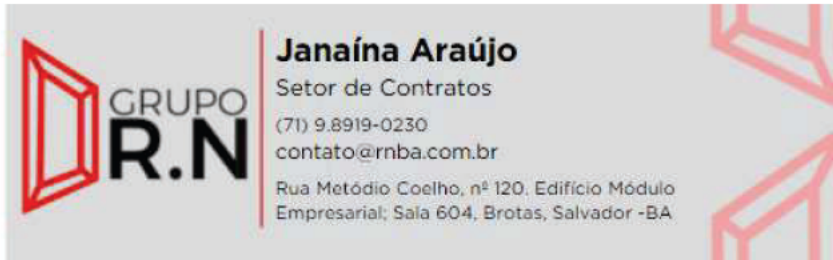 GRUPO
R.N
Janaína Araújo
Setor de Contratos
(71) 9.8919-0230
contato@rnba.com.br
Rua Metódio Coelho, nº 120. Edifício Módulo
Empresarial; Sala 604, Brotas, Salvador -BA